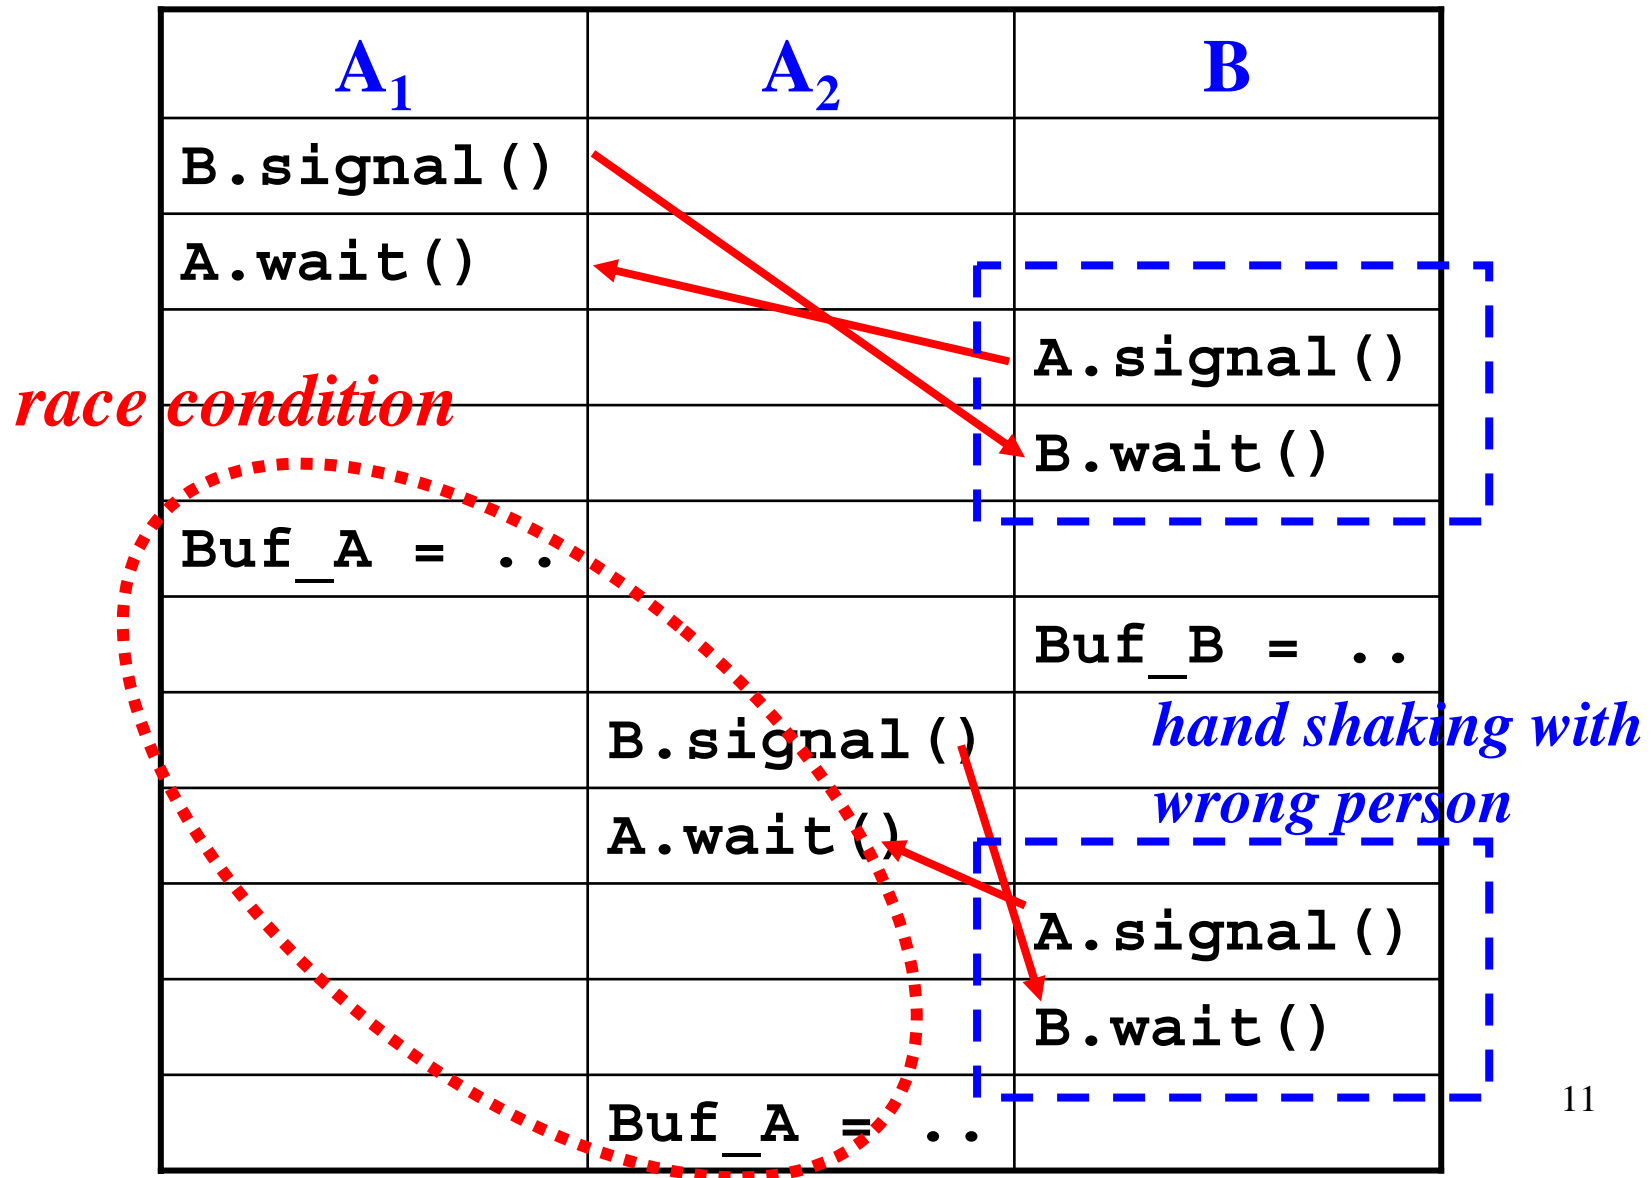 A₁ A₂ B
B.signal()
A.wait()
A.signal()
race condition
B.wait()
Buf_A = ..
Buf_B = ..
B.signal()
hand shaking with
wrong person
A.wait()
A.signal()
B.wait()
Buf_A = ..
11